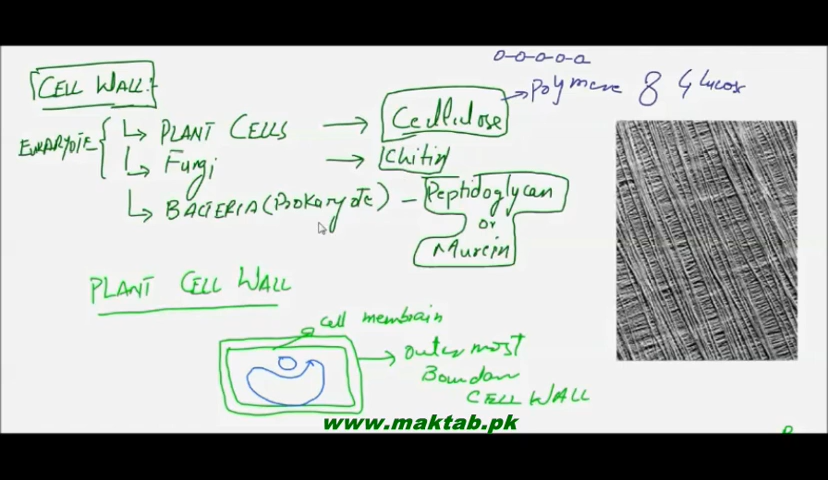 CELL WALL:-
Polymere 8 Glucose
EUKARYOTE
PLANT CELLS → Cellulose
Fungi → Chitin
BACTERIA (Prokaryote) - Peptidoglycan
or
Murein
PLANT CELL WALL
Cell membrain
Outer most
Boundary
CELL WALL
www.maktab.pk